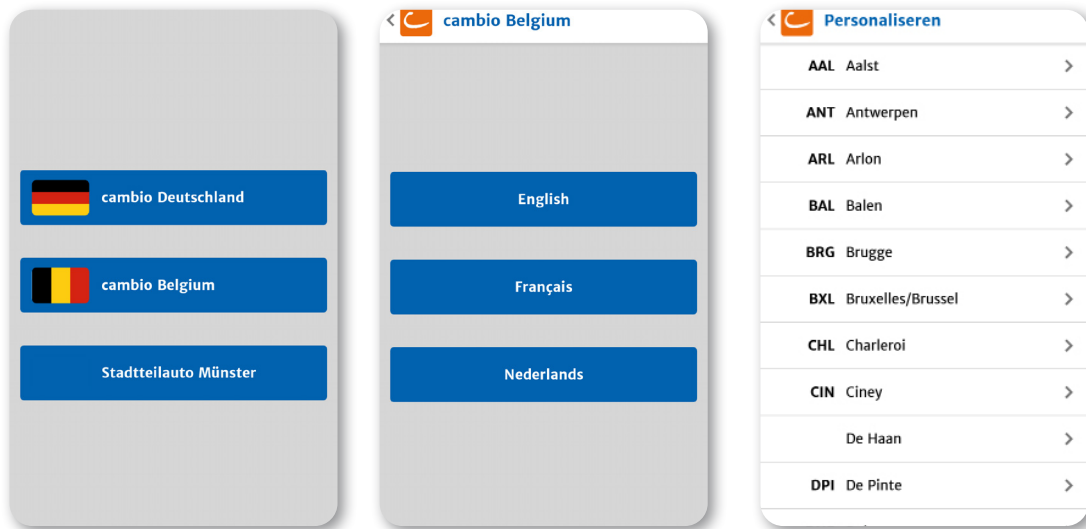 cambio Deutschland
cambio Belgium
Stadtteilauto Münster
cambio Belgium
English
Français
Nederlands
Personaliseren
AAL Aalst
ANT Antwerpen
ARL Arlon
BAL Balen
BRG Brugge
BXL Bruxelles/Brussel
CHL Charleroi
CIN Ciney
De Haan
DPI De Pinte